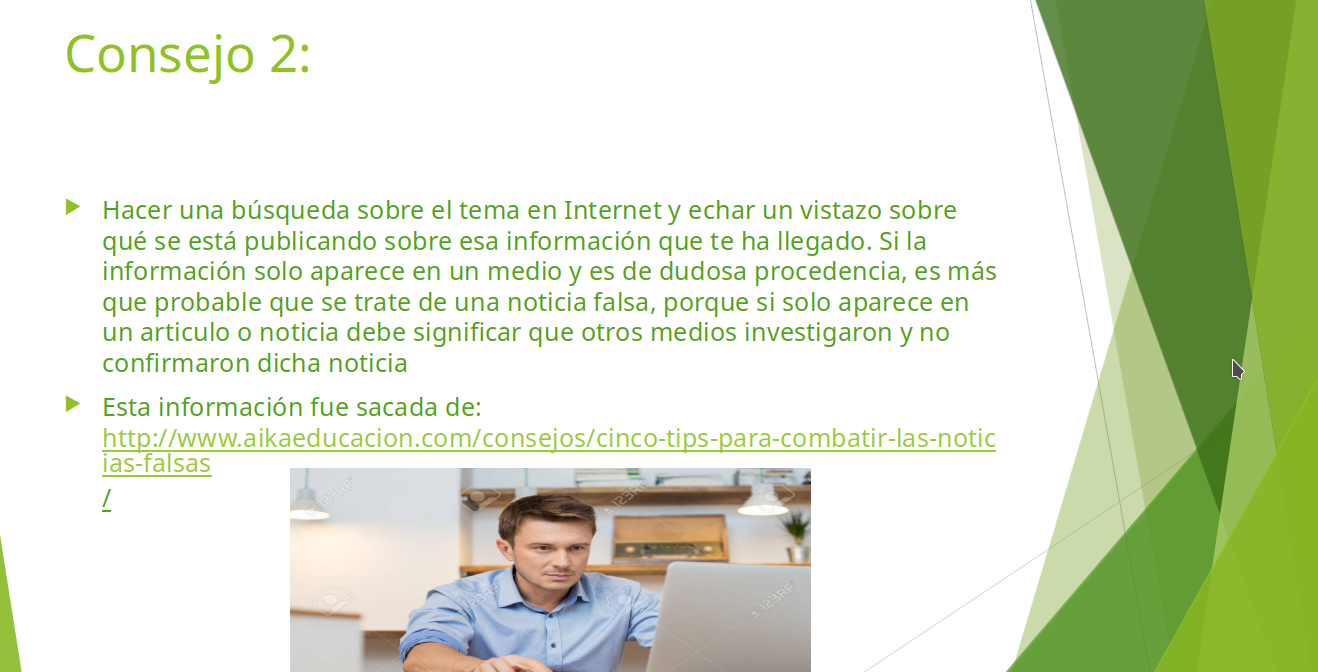 Consejo 2:
Hacer una búsqueda sobre el tema en Internet y echar un vistazo sobre
qué se está publicando sobre esa información que te ha llegado. Si la
información solo aparece en un medio y es de dudosa procedencia, es más
que probable que se trate de una noticia falsa, porque si solo aparece en
un articulo o noticia debe significar que otros medios investigaron y no
confirmaron dicha noticia
Esta información fue sacada de:
http://www.aikaeducacion.com/consejos/cinco-tips-para-combatir-las-notic
ias-falsas
/
123RF
123RF
123RF
123RF